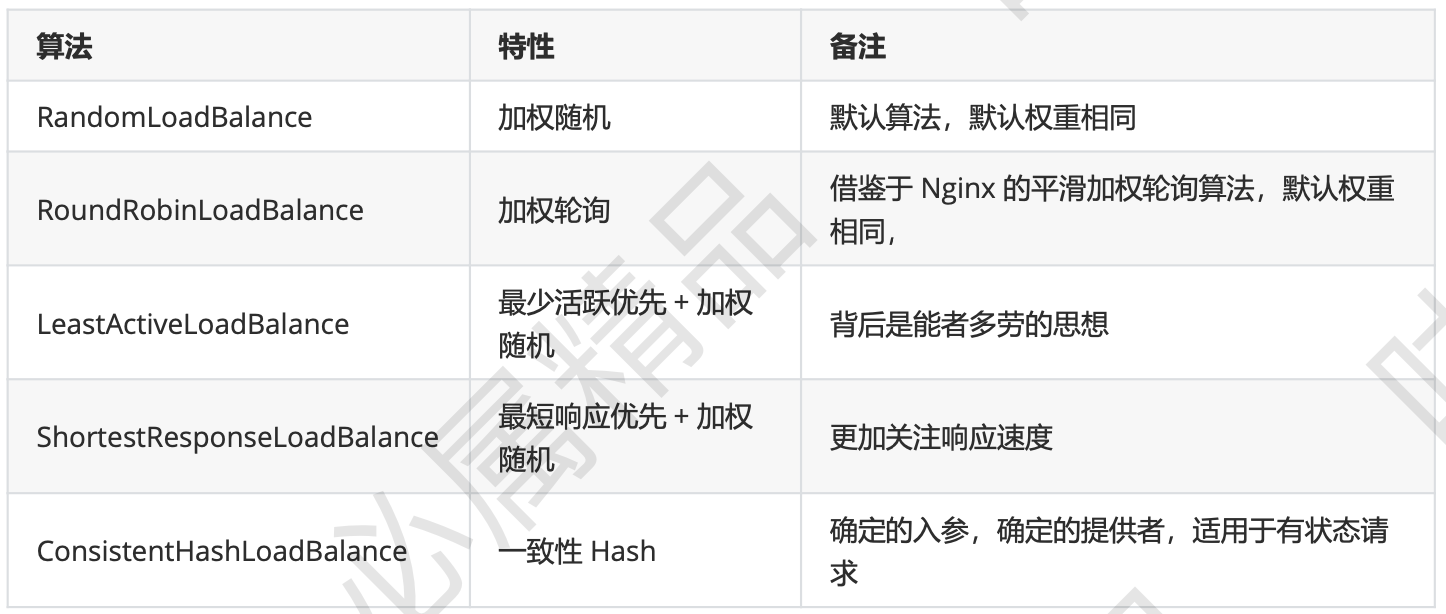 算法 特性 备注
RandomLoadBalance 加权随机 默认算法，默认权重相同
RoundRobinLoadBalance 加权轮询 借鉴于 Nginx 的平滑加权轮询算法，默认权重
相同，
LeastActiveLoadBalance 最少活跃优先 + 加权
随机 背后是能者多劳的思想
ShortestResponseLoadBalance 最短响应优先 + 加权
随机 更加关注响应速度
ConsistentHashLoadBalance 一致性 Hash 确定的入参，确定的提供者，适用于有状态请
求
必属精品